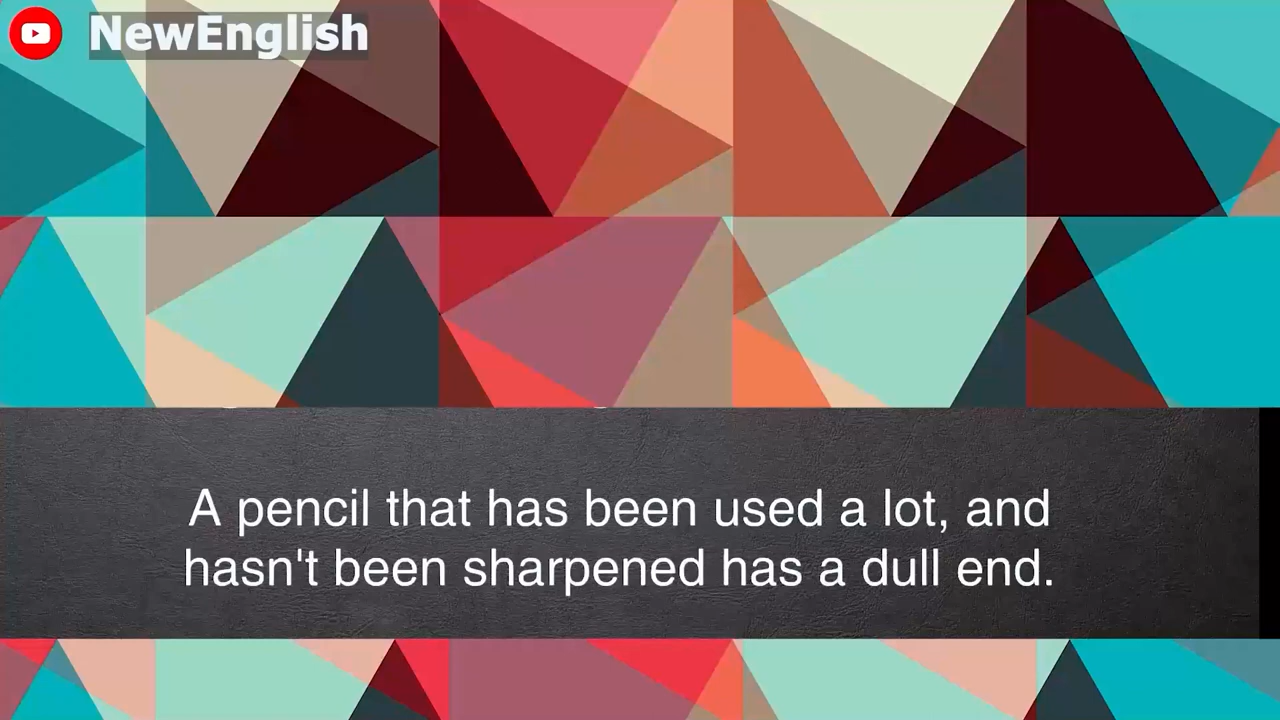 NewEnglish
A pencil that has been used a lot, and
hasn't been sharpened has a dull end.